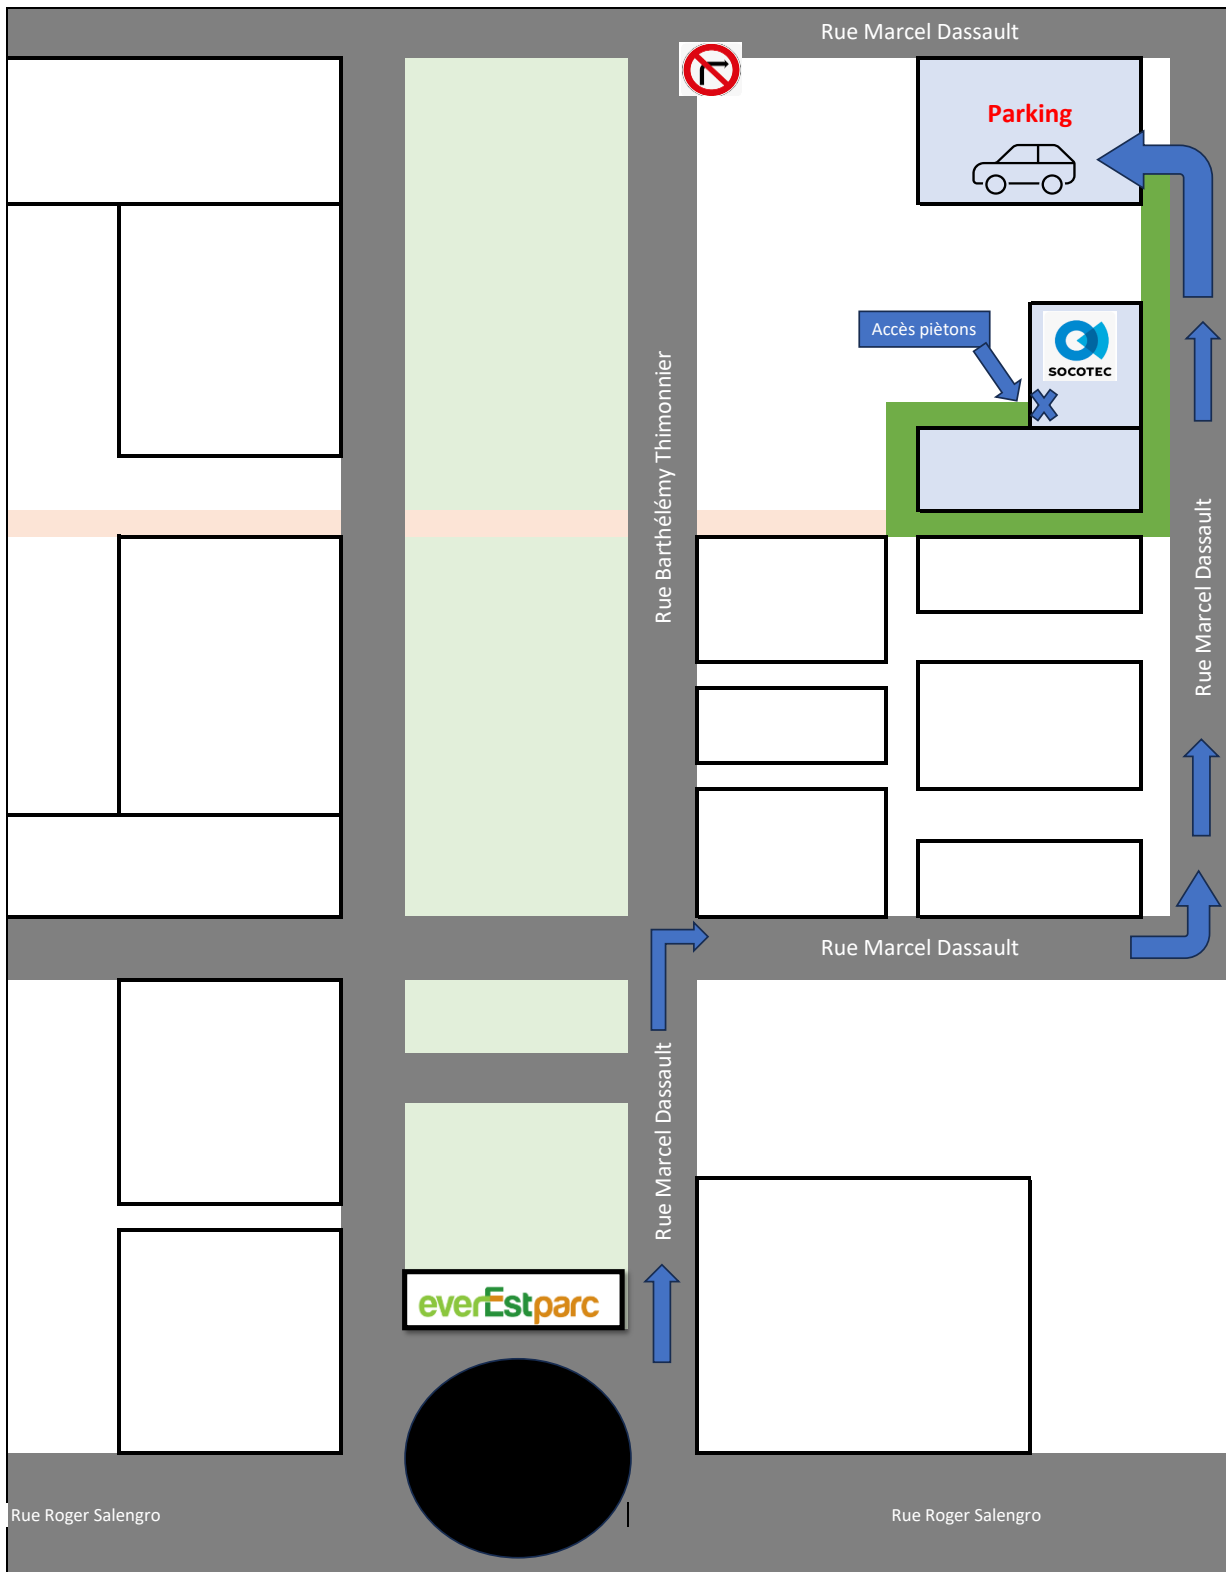 Rue Marcel Dassault
Parking
Accès piètons
SOCOTEC
Rue Barthélémy Thimonnier
Rue Marcel Dassault
Rue Marcel Dassault
Rue Marcel Dassault
everEstparc
Rue Roger Salengro
Rue Roger Salengro